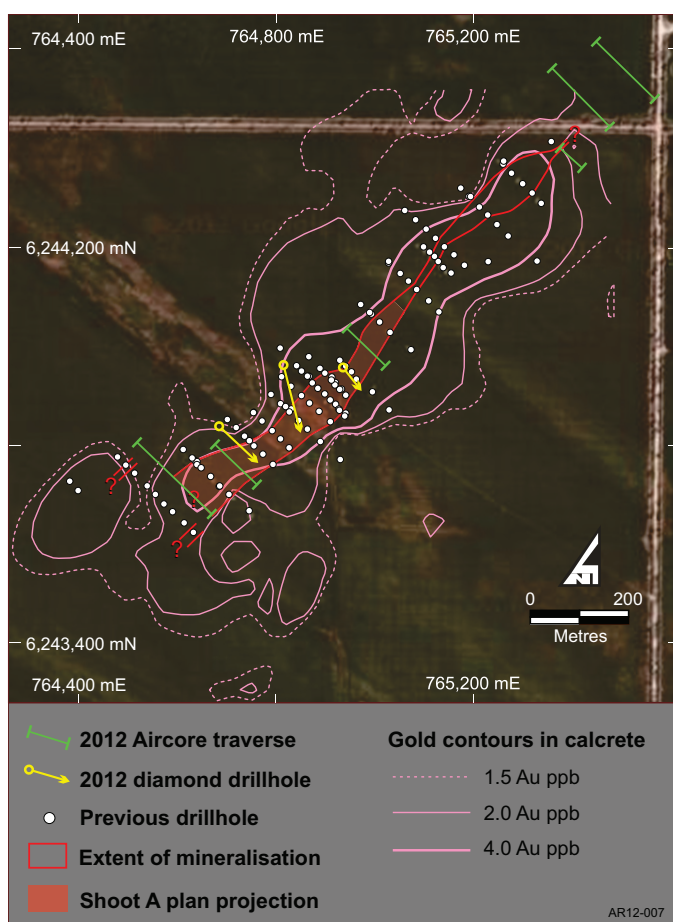 764,400 mE 764,800 mE 765,200 mE
?
6,244,200 mN
?
?
?
N
0 200
Metres
6,243,400 mN
764,400 mE 765,200 mE
2012 Aircore traverse
2012 diamond drillhole
Previous drillhole
Extent of mineralisation
Shoot A plan projection
Gold contours in calcrete
1.5 Au ppb
2.0 Au ppb
4.0 Au ppb
AR12-007